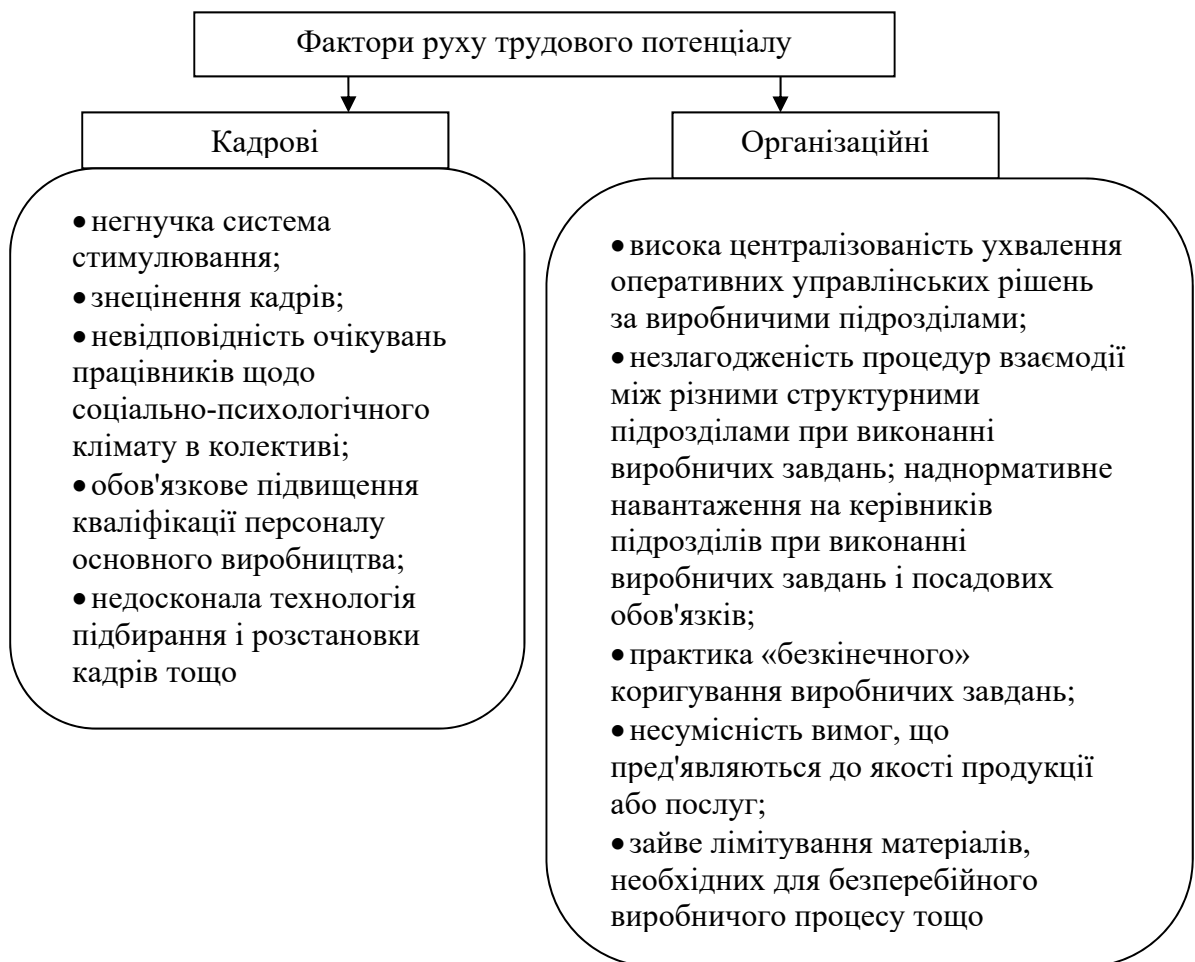 Фактори руху трудового потенціалу
Кадрові
• негнучка система
стимулювання;
• знецінення кадрів;
• невідповідність очікувань
працівників щодо
соціально-психологічного
клімату в колективі;
• обов'язкове підвищення
кваліфікації персоналу
основного виробництва;
• недосконала технологія
підбирання і розстановки
кадрів тощо
Організаційні
• висока централізованість ухвалення
оперативних управлінських рішень
за виробничими підрозділами;
• незлагодженість процедур взаємодії
між різними структурними
підрозділами при виконанні
виробничих завдань; наднормативне
навантаження на керівників
підрозділів при виконанні
виробничих завдань і посадових
обов'язків;
• практика «безкінечного»
коригування виробничих завдань;
• несумісність вимог, що
пред'являються до якості продукції
або послуг;
• зайве лімітування матеріалів,
необхідних для безперебійного
виробничого процесу тощо